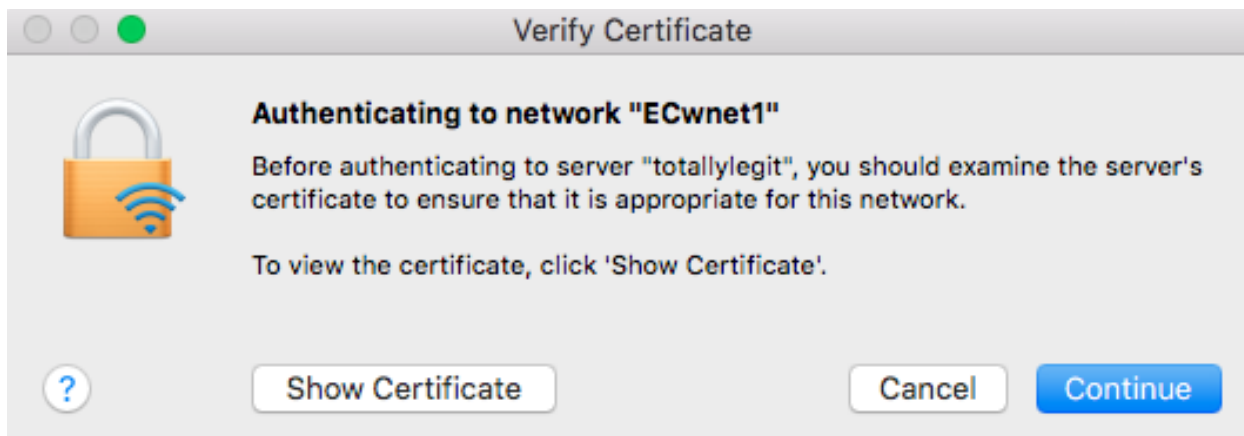 Verify Certificate
Authenticating to network "ECwnet1"
Before authenticating to server "totallylegit", you should examine the server's
certificate to ensure that it is appropriate for this network.
To view the certificate, click 'Show Certificate'.
? Show Certificate Cancel Continue